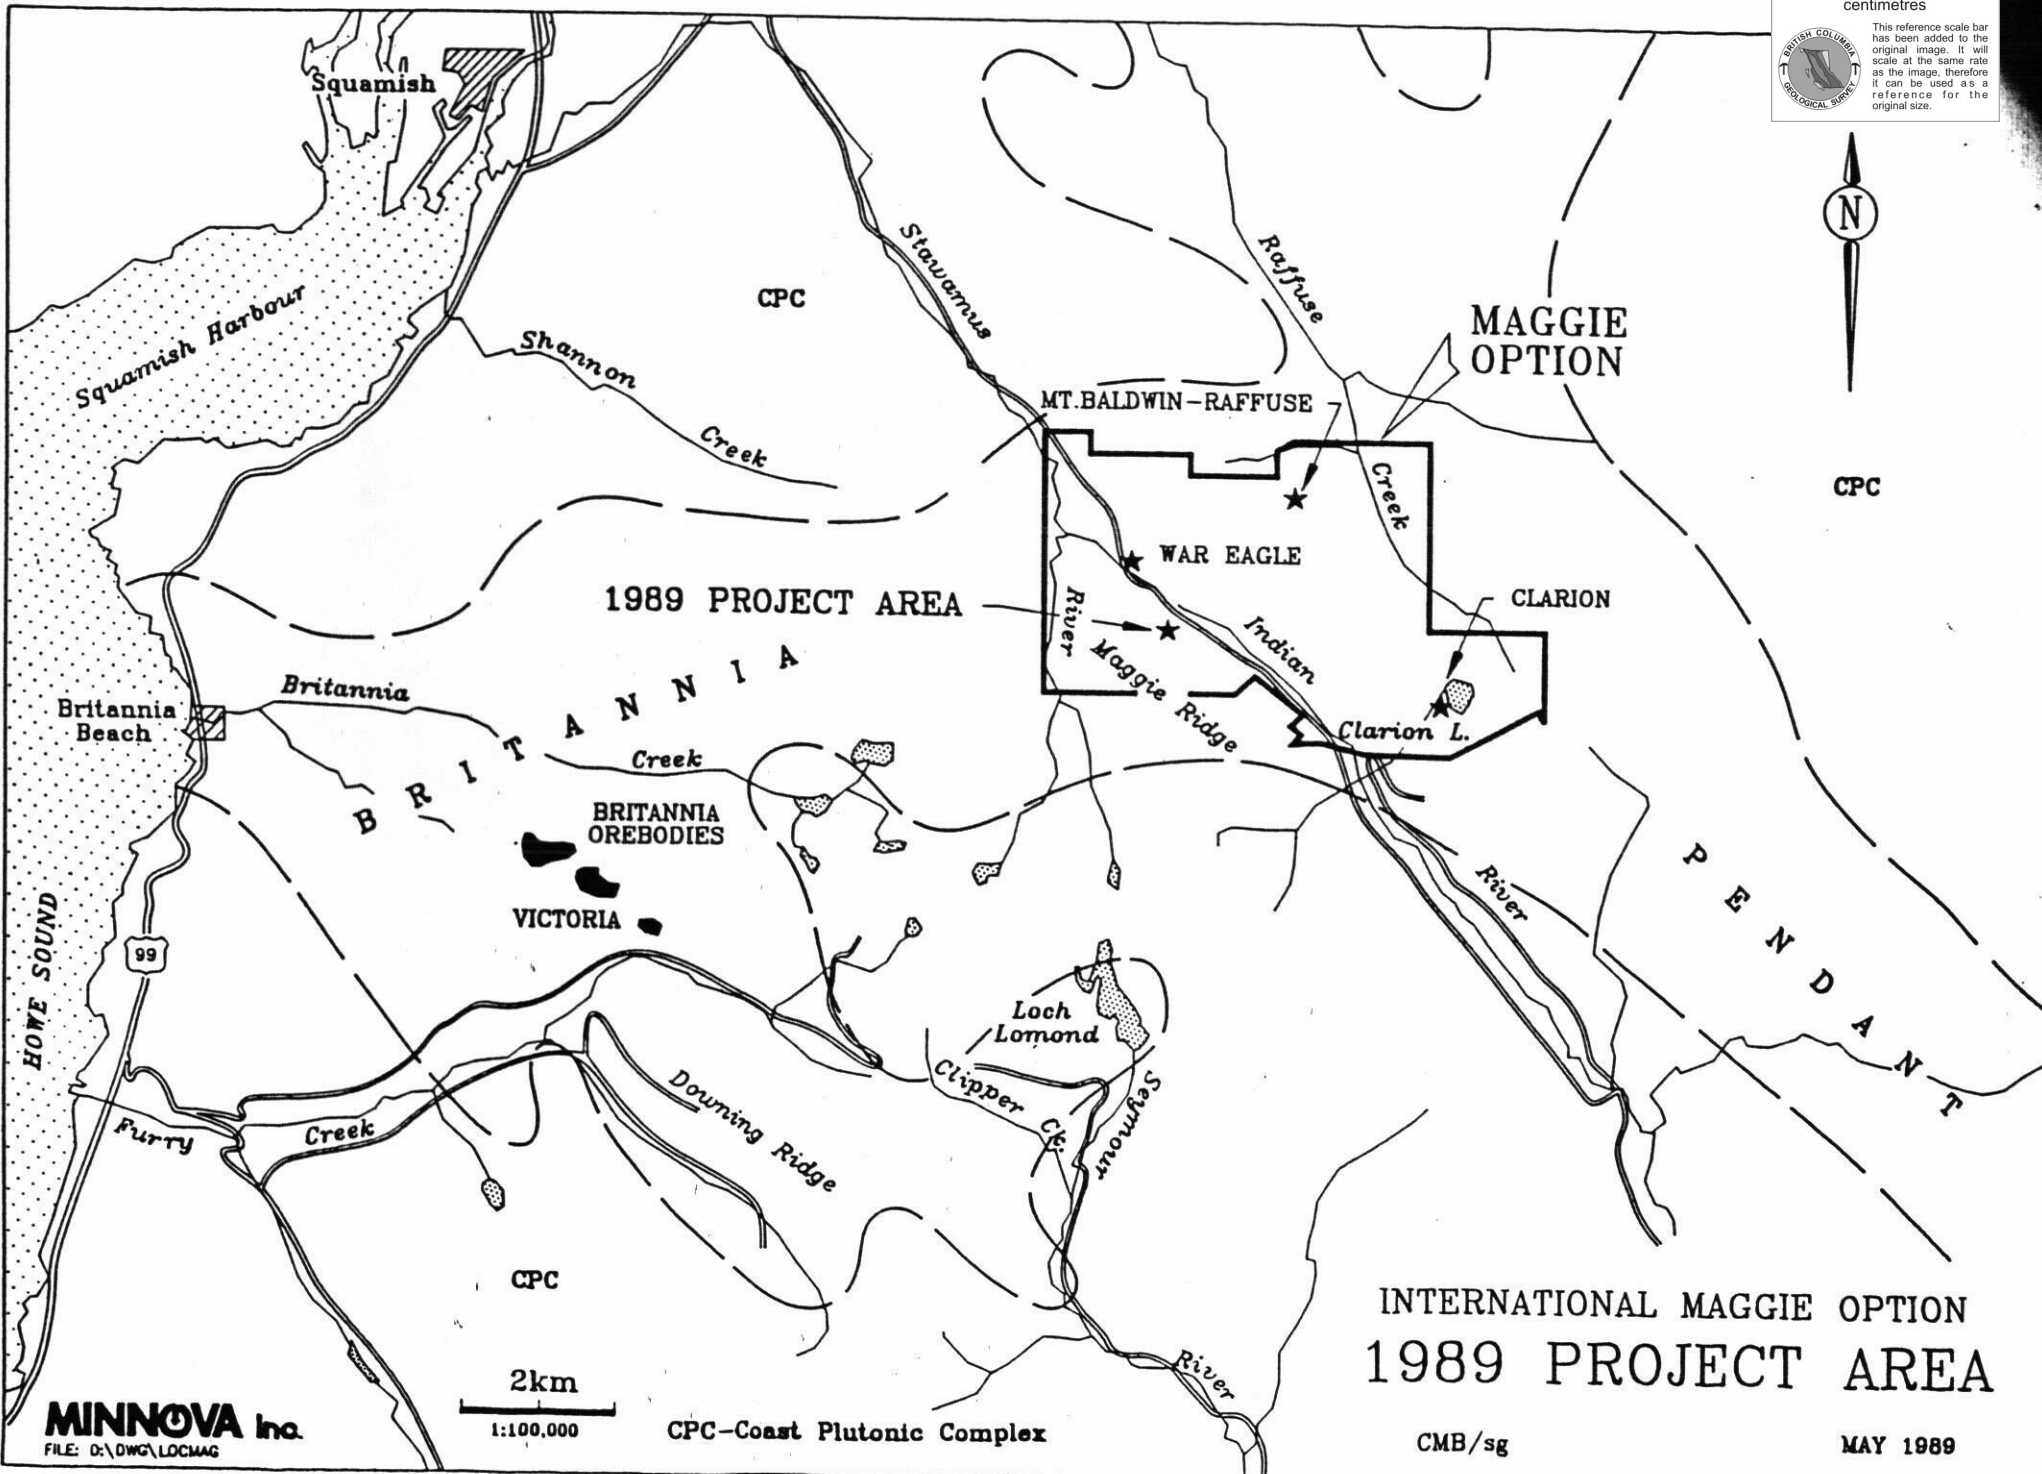 centimetres
This reference scale bar
has been added to the
original image. It will
scale at the same rate
as the image, therefore
it can be used as a
reference for the
original size.
BRITISH COLUMBIA
GEOLOGICAL SURVEY
N
Squamish
Squamish Harbour
Stawamus
Raffuse
CPC
Shannon
Creek
MAGGIE
OPTION
MT.BALDWIN-RAFFUSE
Creek
CPC
WAR EAGLE
1989 PROJECT AREA
River
CLARION
Indian
Maggie Ridge
Clarion L.
Britannia
Beach
Britannia
Creek
BRITANNIA
PENDANT
BRITANNIA
OREBODIES
VICTORIA
River
HOWE SOUND
99
Loch
Lomond
Clipper
Ck.
Seymour
Furry
Creek
Downing Ridge
CPC
River
INTERNATIONAL MAGGIE OPTION
1989 PROJECT AREA
2km
1:100,000
CPC-Coast Plutonic Complex
MINNOVA Inc.
FILE: D:\DWG\LOCMAG
CMB/sg
MAY 1989